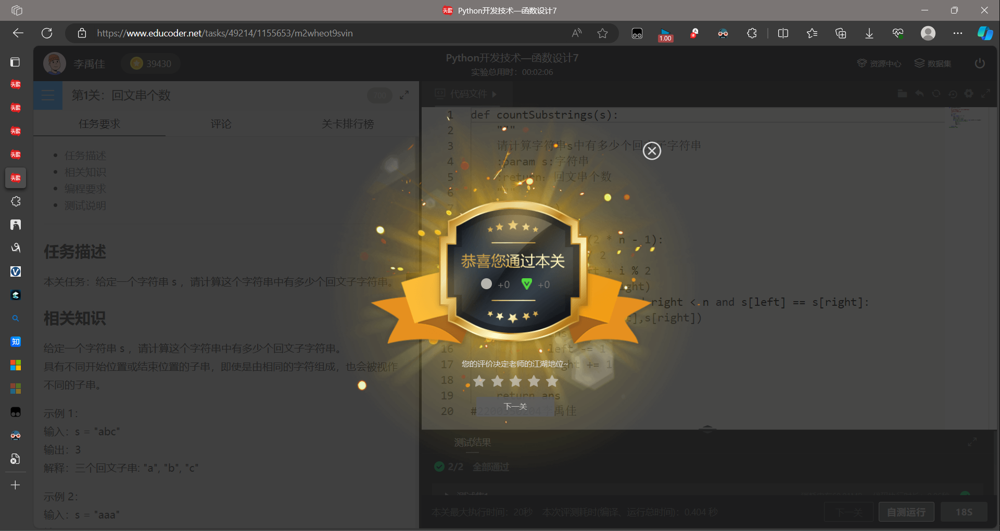 头歌 Python开发技术—函数设计7
https://www.educoder.net/tasks/49214/1155653/m2wheot9svin
1.00
李禹佳
39430
Python开发技术—函数设计7
实验总用时：00:02:06
资源中心
数据集
头歌
头歌
头歌
头歌
头歌
知
第1关：回文串个数
700
任务要求
评论
关卡排行榜
任务描述
相关知识
编程要求
测试说明
任务描述
本关任务：给定一个字符串 s ，请计算这个字符串中有多少个回文子字符串。
相关知识
给定一个字符串 s ，请计算这个字符串中有多少个回文子字符串。
具有不同开始位置或结束位置的子串，即使是由相同的字符组成，也会被视作
不同的子串。
示例 1：
输入：s = "abc"
输出：3
解释：三个回文子串: "a", "b", "c"
示例 2：
输入：s = "aaa"
代码文件
1 def countSubstrings(s):
2 """
3 请计算字符串s中有多少个回文子字符串
4 :param s:字符串
5 :return: 回文串个数
6
7
(2 * n - 1):
2
+ i % 2
right < n and s[left] == s[right]:
,s[right])
16 left -= 1
17 += 1
18
19 return ans
20 禹佳
恭喜您通过本关
+0 +0
您的评价决定老师的江湖地位~
下一关
测试结果
2/2 全部通过
本关最大执行时间：20秒 本次评测耗时(编译、运行总时间)：0.404 秒
下一关
自测运行
18S